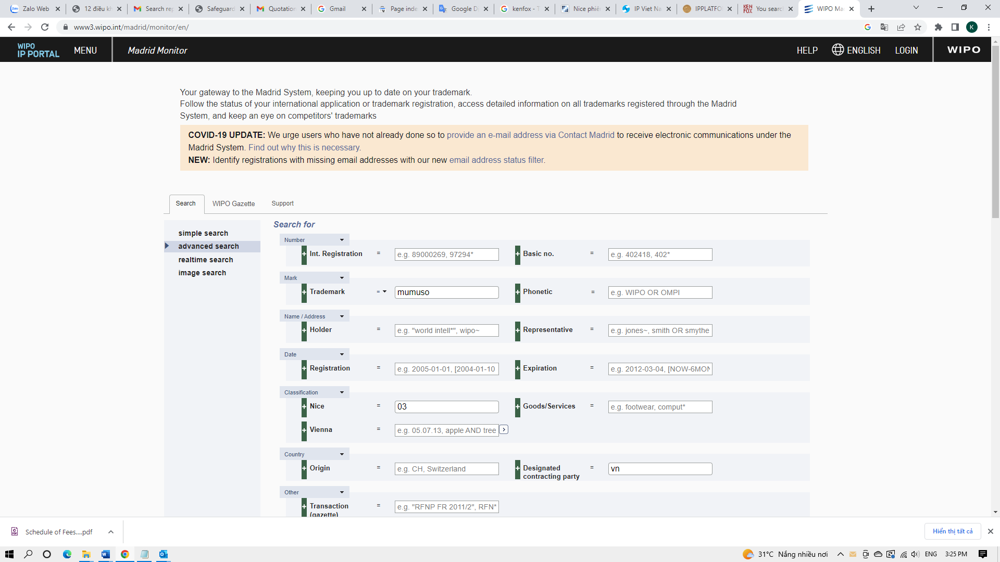 Zalo Web
12 điều kh
Search rep
Safeguard
Quotation
Gmail
Page inde
Google D
kenfox - T
Nice phiê
IP Viet Na
IPPLATFO
KEN FOX
You searc
WIPO Ma
www3.wipo.int/madrid/monitor/en/
K
WIPO
IP PORTAL
MENU
Madrid Monitor
HELP
ENGLISH
LOGIN
WIPO
Your gateway to the Madrid System, keeping you up to date on your trademark.
Follow the status of your international application or trademark registration, access detailed information on all trademarks registered through the Madrid
System, and keep an eye on competitors' trademarks
COVID-19 UPDATE: We urge users who have not already done so to provide an e-mail address via Contact Madrid to receive electronic communications under the
Madrid System. Find out why this is necessary.
NEW: Identify registrations with missing email addresses with our new email address status filter.
Search
WIPO Gazette
Support
simple search
advanced search
realtime search
image search
Search for
Number
+ Int. Registration = e.g. 89000269, 97294*
+ Basic no. = e.g. 402418, 402*
Mark
+ Trademark = mumuso
+ Phonetic = e.g. WIPO OR OMPI
Name / Address
+ Holder = e.g. "world intell*", wipo~
+ Representative = e.g. jones~, smith OR smythe
Date
+ Registration = e.g. 2005-01-01, [2004-01-10
+ Expiration = e.g. 2012-03-04, [NOW-6MON
Classification
+ Nice = 03
+ Goods/Services = e.g. footwear, comput*
+ Vienna = e.g. 05.07.13, apple AND tree
Country
+ Origin = e.g. CH, Switzerland
+ Designated contracting party = vn
Other
+ Transaction (gazette) = e.g. "RFNP FR 2011/2", RFN*
Schedule of Fees....pdf
Hiển thị tất cả
31°C Nắng nhiều nơi
ENG
3:25 PM